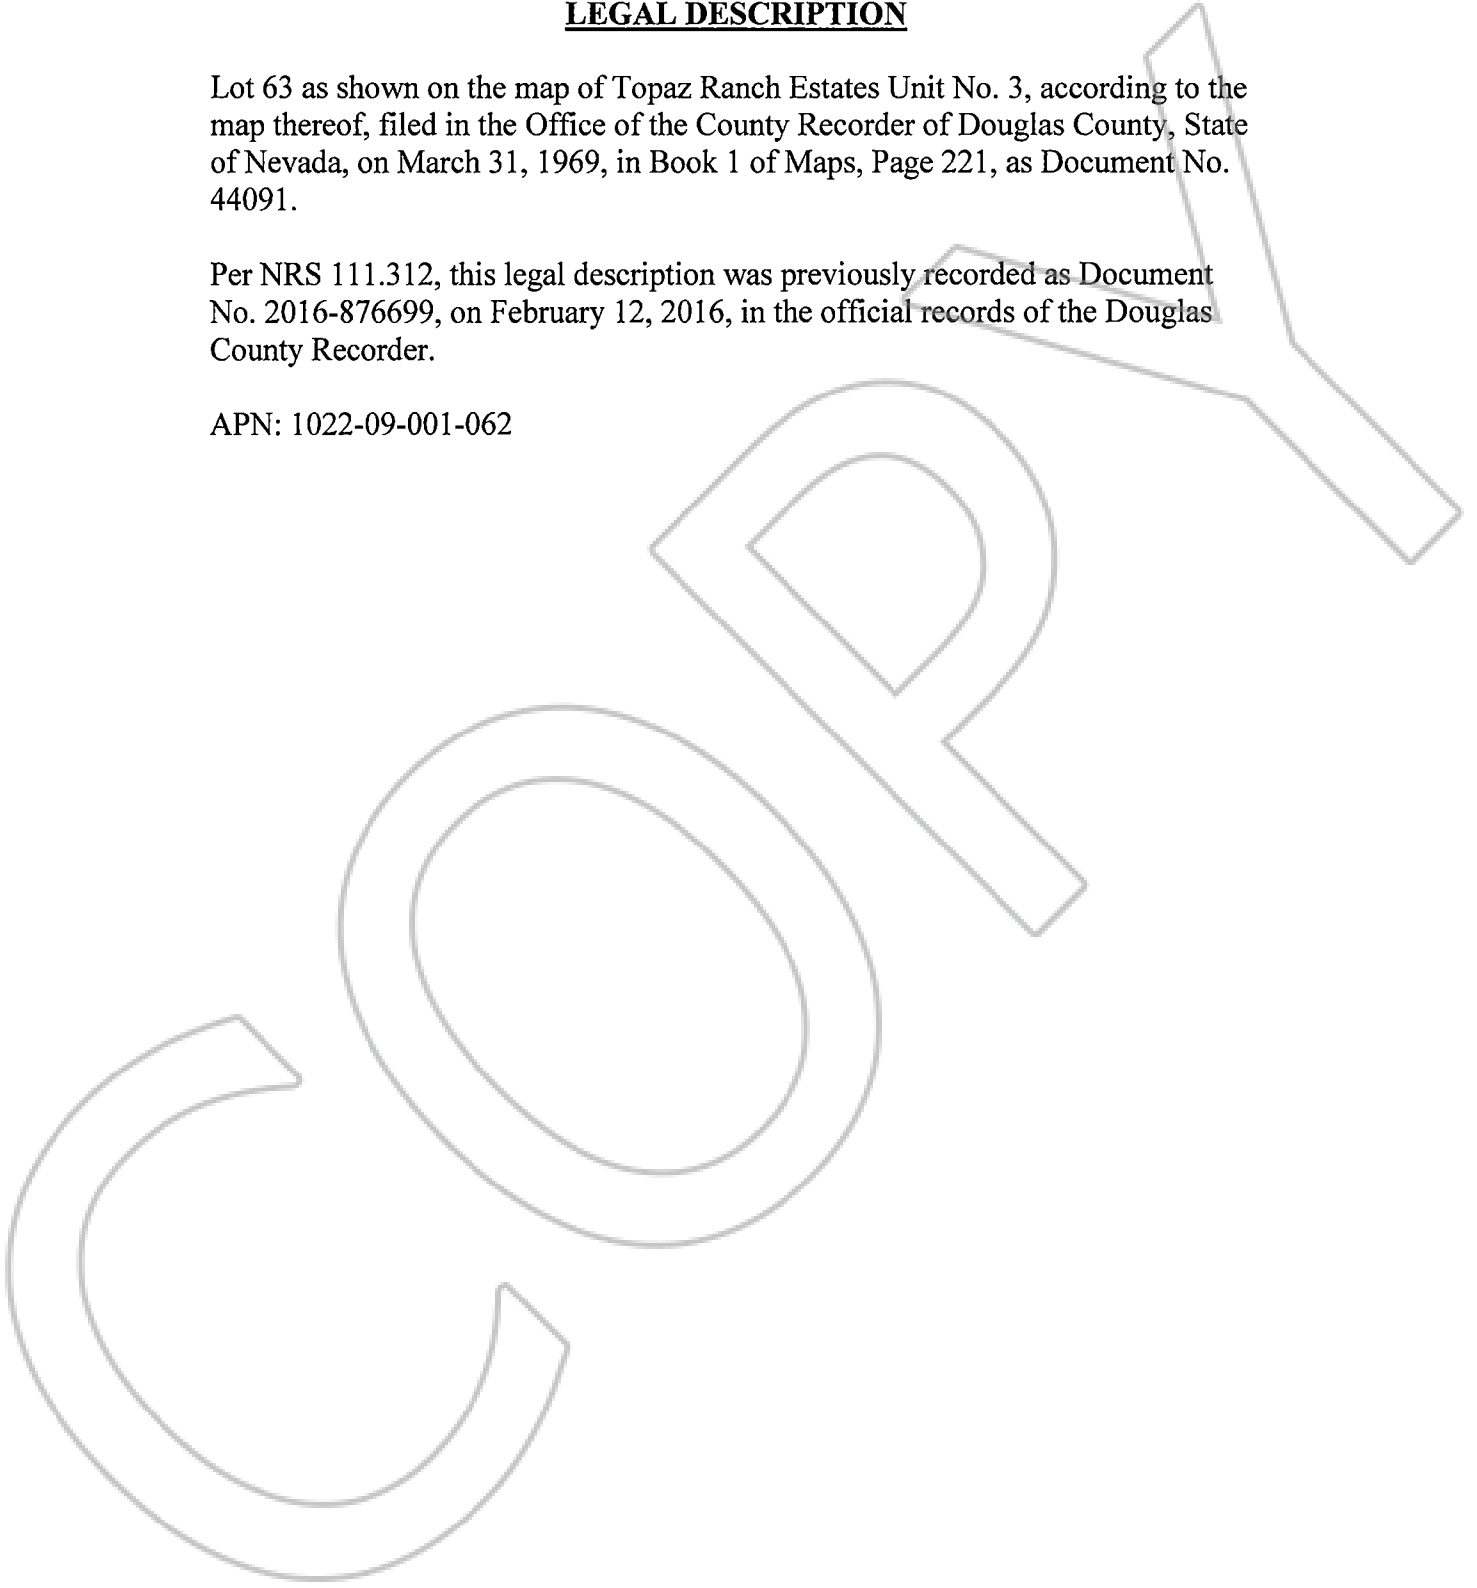 LEGAL DESCRIPTION
Lot 63 as shown on the map of Topaz Ranch Estates Unit No. 3, according to the
map thereof, filed in the Office of the County Recorder of Douglas County, State
of Nevada, on March 31, 1969, in Book 1 of Maps, Page 221, as Document No.
44091.
Per NRS 111.312, this legal description was previously recorded as Document
No. 2016-876699, on February 12, 2016, in the official records of the Douglas
County Recorder.
APN: 1022-09-001-062
COPY